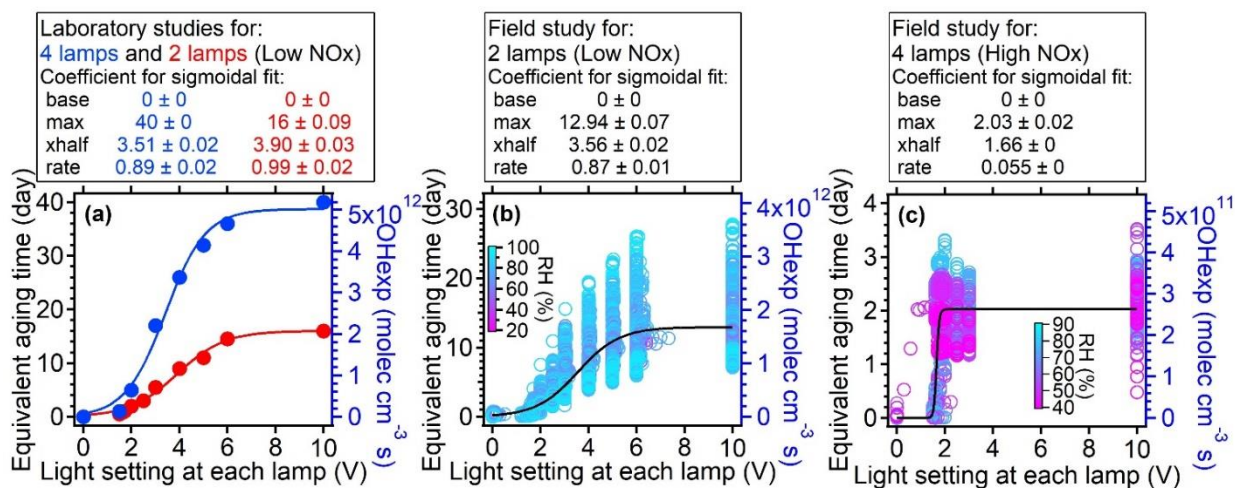 Laboratory studies for:
4 lamps and 2 lamps (Low NOx)
Coefficient for sigmoidal fit:
base 0 ± 0 0 ± 0
max 40 ± 0 16 ± 0.09
xhalf 3.51 ± 0.02 3.90 ± 0.03
rate 0.89 ± 0.02 0.99 ± 0.02
Field study for:
2 lamps (Low NOx)
Coefficient for sigmoidal fit:
base 0 ± 0
max 12.94 ± 0.07
xhalf 3.56 ± 0.02
rate 0.87 ± 0.01
Field study for:
4 lamps (High NOx)
Coefficient for sigmoidal fit:
base 0 ± 0
max 2.03 ± 0.02
xhalf 1.66 ± 0
rate 0.055 ± 0
(a)
Equivalent aging time (day)
40
30
20
10
0
0 2 4 6 8 10
Light setting at each lamp (V)
5x10^12
4
3
2
1
0
OHexp (molec cm^-3 s)
(b)
Equivalent aging time (day)
30
20
10
0
100
80
60
40
20
RH (%)
0 2 4 6 8 10
Light setting at each lamp (V)
4x10^12
3
2
1
0
OHexp (molec cm^-3 s)
(c)
Equivalent aging time (day)
4
3
2
1
0
90
80
70
60
50
40
RH (%)
0 2 4 6 8 10
Light setting at each lamp (V)
5x10^11
4
3
2
1
0
OHexp (molec cm^-3 s)